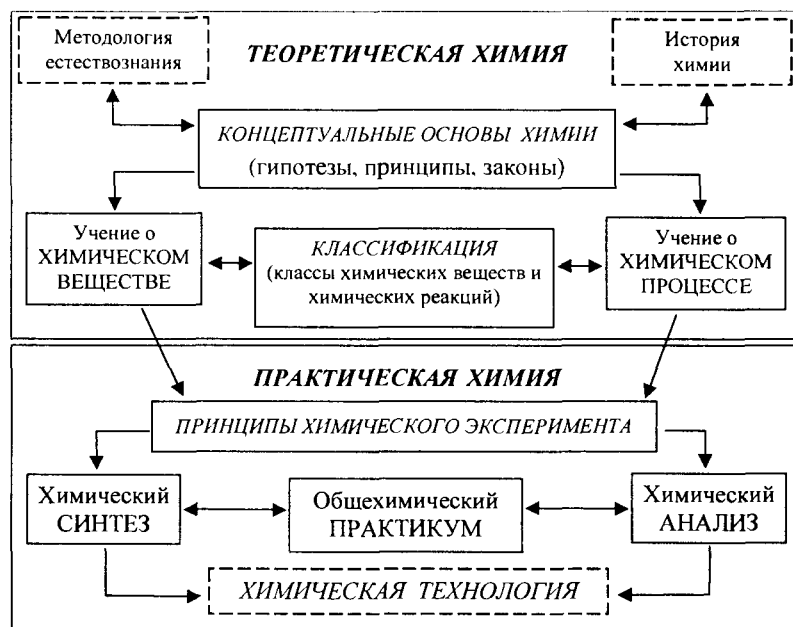 Методология
естествознания
ТЕОРЕТИЧЕСКАЯ ХИМИЯ
История
химии
КОНЦЕПТУАЛЬНЫЕ ОСНОВЫ ХИМИИ
(гипотезы, принципы, законы)
Учение о
ХИМИЧЕСКОМ
ВЕЩЕСТВЕ
КЛАССИФИКАЦИЯ
(классы химических веществ и
химических реакций)
Учение о
ХИМИЧЕСКОМ
ПРОЦЕССЕ
ПРАКТИЧЕСКАЯ ХИМИЯ
ПРИНЦИПЫ ХИМИЧЕСКОГО ЭКСПЕРИМЕНТА
Химический
СИНТЕЗ
Общехимический
ПРАКТИКУМ
Химический
АНАЛИЗ
ХИМИЧЕСКАЯ ТЕХНОЛОГИЯ